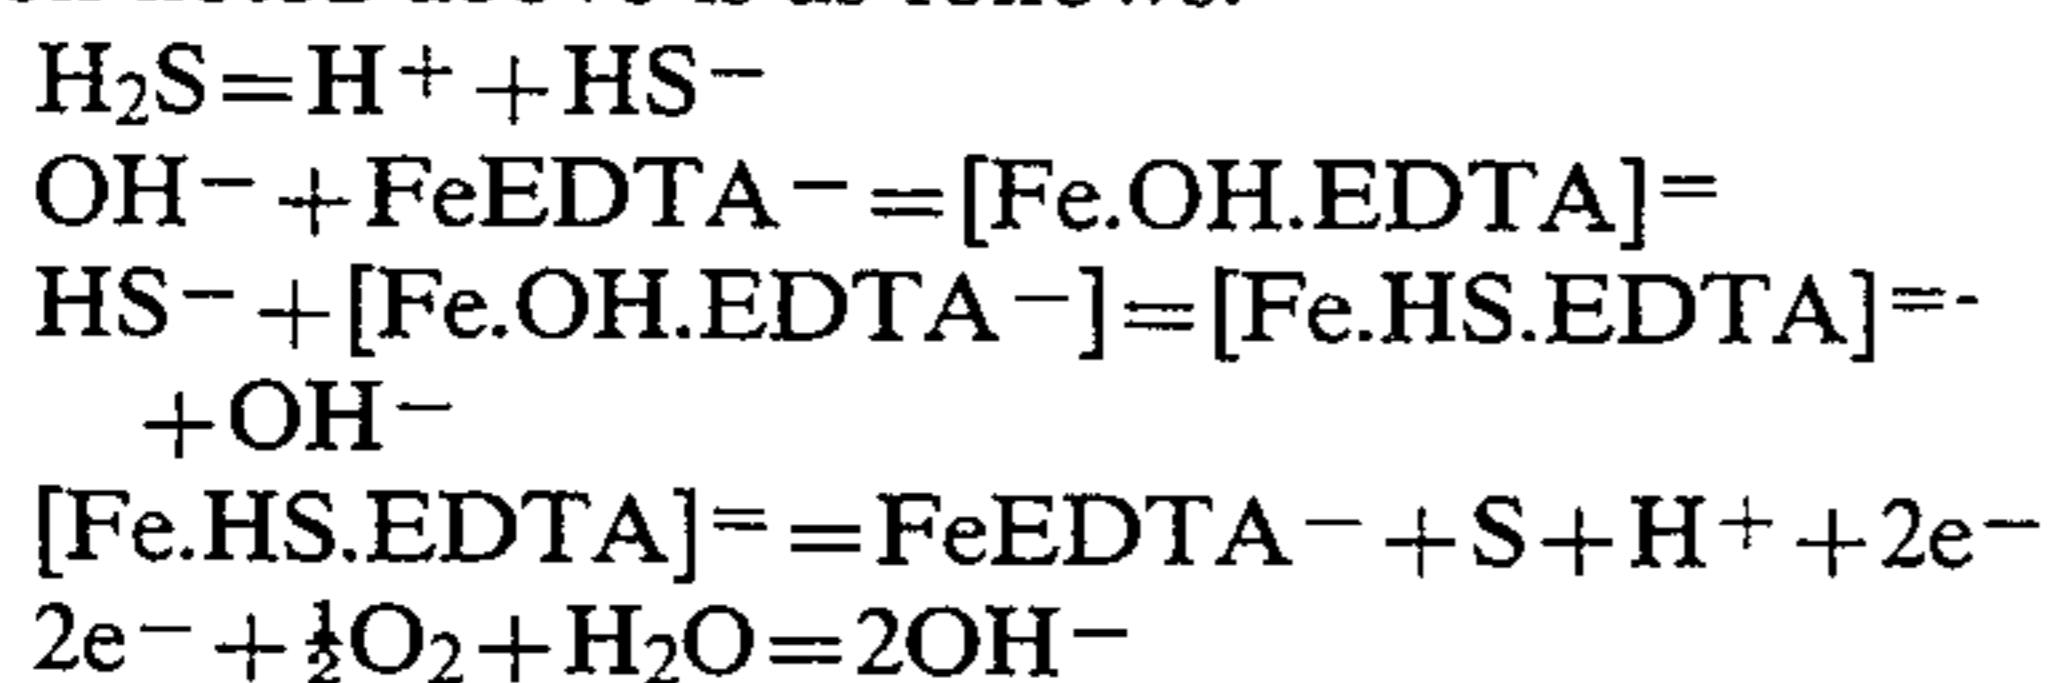 H₂S=H⁺+HS⁻
OH⁻+FeEDTA⁻=[Fe.OH.EDTA]⁼
HS⁻+[Fe.OH.EDTA⁻]=[Fe.HS.EDTA]⁼⁻
+OH⁻
[Fe.HS.EDTA]⁼=FeEDTA⁻+S+H⁺+2e⁻
2e⁻+½O₂+H₂O=2OH⁻